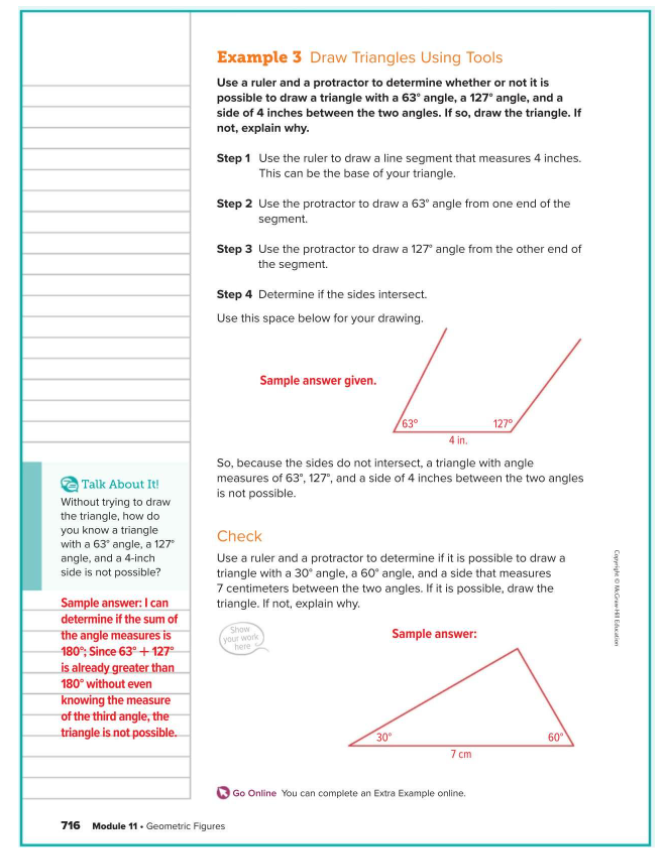 Example 3 Draw Triangles Using Tools
Use a ruler and a protractor to determine whether or not it is
possible to draw a triangle with a 63° angle, a 127° angle, and a
side of 4 inches between the two angles. If so, draw the triangle. If
not, explain why.
Step 1 Use the ruler to draw a line segment that measures 4 inches.
This can be the base of your triangle.
Step 2 Use the protractor to draw a 63° angle from one end of the
segment.
Step 3 Use the protractor to draw a 127° angle from the other end of
the segment.
Step 4 Determine if the sides intersect.
Use this space below for your drawing.
Sample answer given.
63°
127°
4 in.
So, because the sides do not intersect, a triangle with angle
measures of 63°, 127°, and a side of 4 inches between the two angles
is not possible.
Talk About It!
Without trying to draw
the triangle, how do
you know a triangle
with a 63° angle, a 127°
angle, and a 4-inch
side is not possible?
Sample answer: I can
determine if the sum of
the angle measures is
180°; Since 63° + 127°
is already greater than
180° without even
knowing the measure
of the third angle, the
triangle is not possible.
Check
Use a ruler and a protractor to determine if it is possible to draw a
triangle with a 30° angle, a 60° angle, and a side that measures
7 centimeters between the two angles. If it is possible, draw the
triangle. If not, explain why.
Show
your work
here
Sample answer:
30°
60°
7 cm
Go Online You can complete an Extra Example online.
716 Module 11 • Geometric Figures
Copyright © McGraw-Hill Education